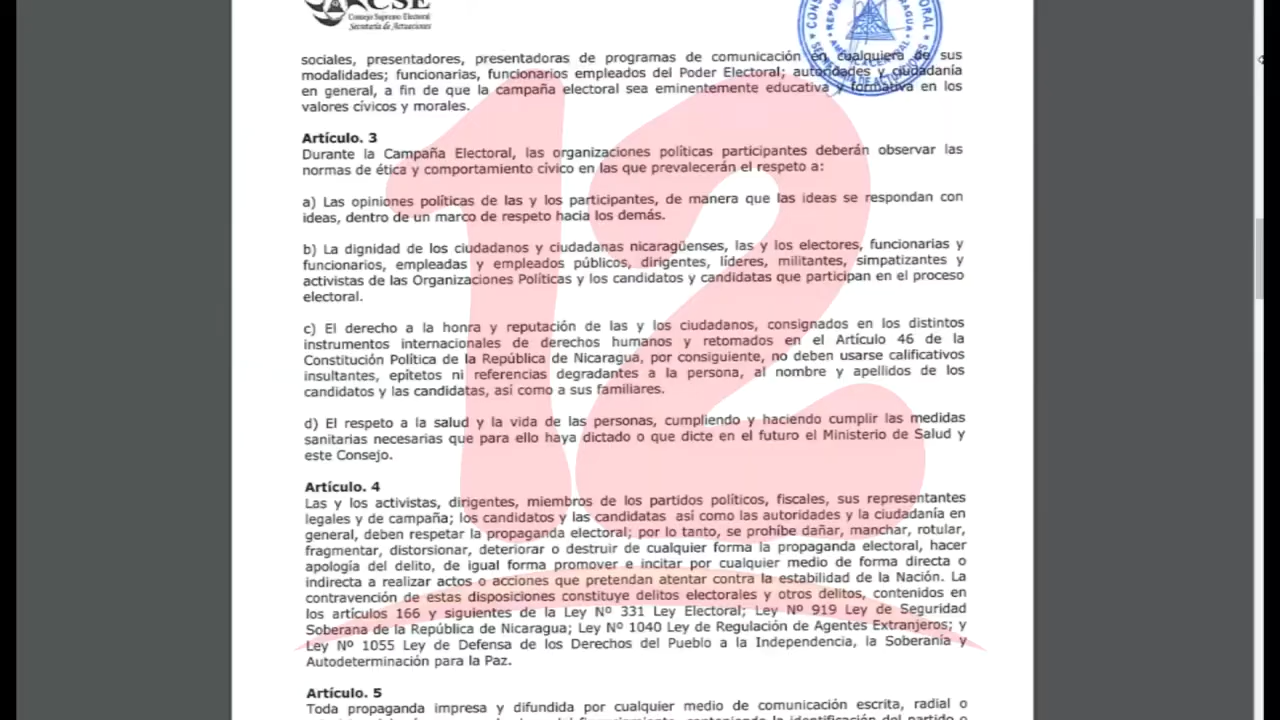 CSE
Consejo Supremo Electoral
Secretaría de Actuaciones
sociales, presentadores, presentadoras de programas de comunicación en cualquiera de sus
modalidades; funcionarias, funcionarios empleados del Poder Electoral; autoridades y ciudadanía
en general, a fin de que la campaña electoral sea eminentemente educativa y formativa en los
valores cívicos y morales.
Artículo. 3
Durante la Campaña Electoral, las organizaciones políticas participantes deberán observar las
normas de ética y comportamiento cívico en las que prevalecerán el respeto a:
a) Las opiniones políticas de las y los participantes, de manera que las ideas se respondan con
ideas, dentro de un marco de respeto hacia los demás.
b) La dignidad de los ciudadanos y ciudadanas nicaragüenses, las y los electores, funcionarias y
funcionarios, empleadas y empleados públicos, dirigentes, líderes, militantes, simpatizantes y
activistas de las Organizaciones Políticas y los candidatos y candidatas que participan en el proceso
electoral.
c) El derecho a la honra y reputación de las y los ciudadanos, consignados en los distintos
instrumentos internacionales de derechos humanos y retomados en el Artículo 46 de la
Constitución Política de la República de Nicaragua, por consiguiente, no deben usarse calificativos
insultantes, epítetos ni referencias degradantes a la persona, al nombre y apellidos de los
candidatos y las candidatas, así como a sus familiares.
d) El respeto a la salud y la vida de las personas, cumpliendo y haciendo cumplir las medidas
sanitarias necesarias que para ello haya dictado o que dicte en el futuro el Ministerio de Salud y
este Consejo.
Artículo. 4
Las y los activistas, dirigentes, miembros de los partidos políticos, fiscales, sus representantes
legales y de campaña; los candidatos y las candidatas así como las autoridades y la ciudadanía en
general, deben respetar la propaganda electoral; por lo tanto, se prohíbe dañar, manchar, rotular,
fragmentar, distorsionar, deteriorar o destruir de cualquier forma la propaganda electoral, hacer
apología del delito, de igual forma promover e incitar por cualquier medio de forma directa o
indirecta a realizar actos o acciones que pretendan atentar contra la estabilidad de la Nación. La
contravención de estas disposiciones constituye delitos electorales y otros delitos, contenidos en
los artículos 166 y siguientes de la Ley Nº 331 Ley Electoral; Ley Nº 919 Ley de Seguridad
Soberana de la República de Nicaragua; Ley Nº 1040 Ley de Regulación de Agentes Extranjeros; y
Ley Nº 1055 Ley de Defensa de los Derechos del Pueblo a la Independencia, la Soberanía y
Autodeterminación para la Paz.
Artículo. 5
Toda propaganda impresa y difundida por cualquier medio de comunicación escrita, radial o
12